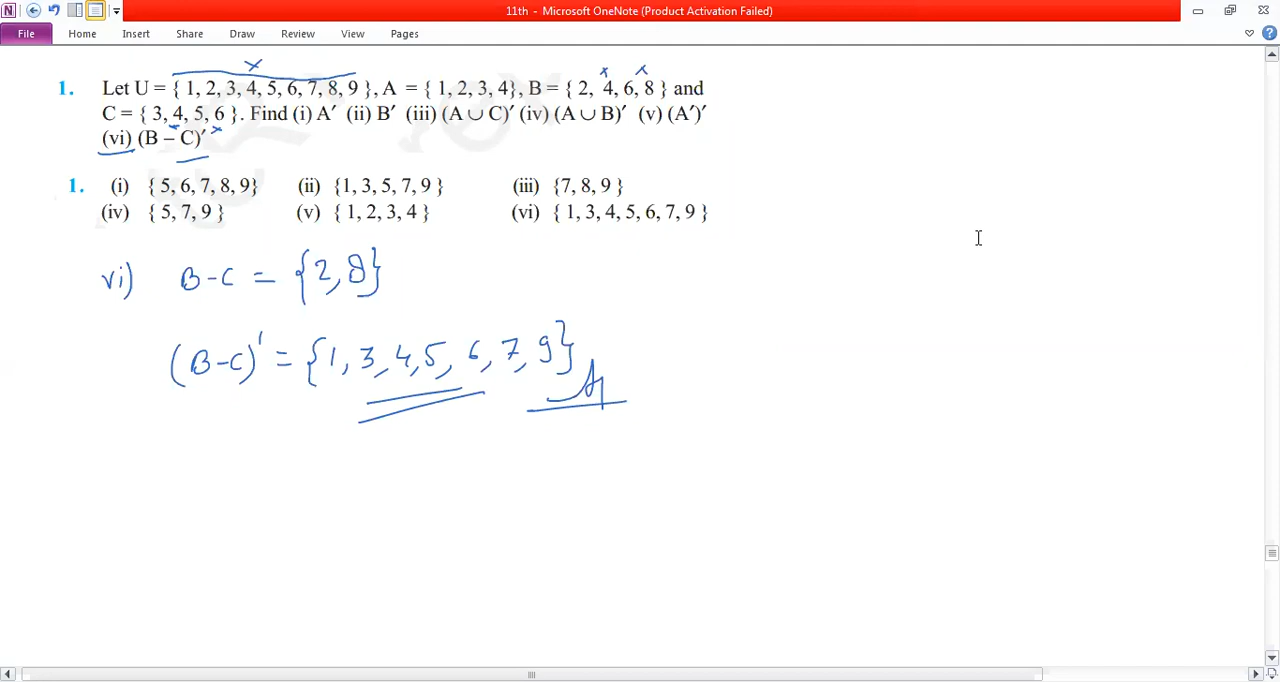 11th - Microsoft OneNote (Product Activation Failed)
File Home Insert Share Draw Review View Pages
1. Let U = { 1, 2, 3, 4, 5, 6, 7, 8, 9 }, A = { 1, 2, 3, 4}, B = { 2, 4, 6, 8 } and
C = { 3, 4, 5, 6 }. Find (i) A′ (ii) B′ (iii) (A ∪ C)′ (iv) (A ∪ B)′ (v) (A′)′
(vi) (B – C)′
1. (i) { 5, 6, 7, 8, 9} (ii) {1, 3, 5, 7, 9 } (iii) {7, 8, 9 }
(iv) { 5, 7, 9 } (v) { 1, 2, 3, 4 } (vi) { 1, 3, 4, 5, 6, 7, 9 }
vi) B-C = {2, 8}
(B-C)' = {1, 3, 4, 5, 6, 7, 9}